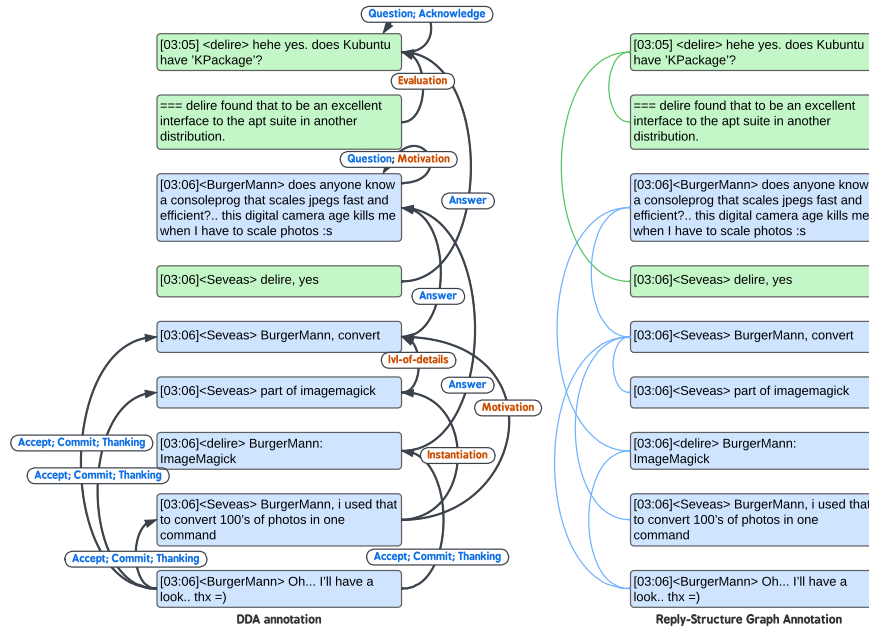 Question; Acknowledge
[03:05] <delire> hehe yes. does Kubuntu
have 'KPackage'?
Evaluation
=== delire found that to be an excellent
interface to the apt suite in another
distribution.
Question; Motivation
[03:06]<BurgerMann> does anyone know
a consoleprog that scales jpegs fast and
efficient?.. this digital camera age kills me
when I have to scale photos :s
Answer
[03:06]<Seveas> delire, yes
Answer
[03:06]<Seveas> BurgerMann, convert
lvl-of-details
[03:06]<Seveas> part of imagemagick
Answer
Motivation
Accept; Commit; Thanking
[03:06]<delire> BurgerMann:
ImageMagick
Instantiation
Accept; Commit; Thanking
[03:06]<Seveas> BurgerMann, i used that
to convert 100's of photos in one
command
Accept; Commit; Thanking
Accept; Commit; Thanking
[03:06]<BurgerMann> Oh... I'll have a
look.. thx =)
DDA annotation
[03:05] <delire> hehe yes. does Kubuntu
have 'KPackage'?
=== delire found that to be an excellent
interface to the apt suite in another
distribution.
[03:06]<BurgerMann> does anyone know
a consoleprog that scales jpegs fast and
efficient?.. this digital camera age kills me
when I have to scale photos :s
[03:06]<Seveas> delire, yes
[03:06]<Seveas> BurgerMann, convert
[03:06]<Seveas> part of imagemagick
[03:06]<delire> BurgerMann:
ImageMagick
[03:06]<Seveas> BurgerMann, i used that
to convert 100's of photos in one
command
[03:06]<BurgerMann> Oh... I'll have a
look.. thx =)
Reply-Structure Graph Annotation